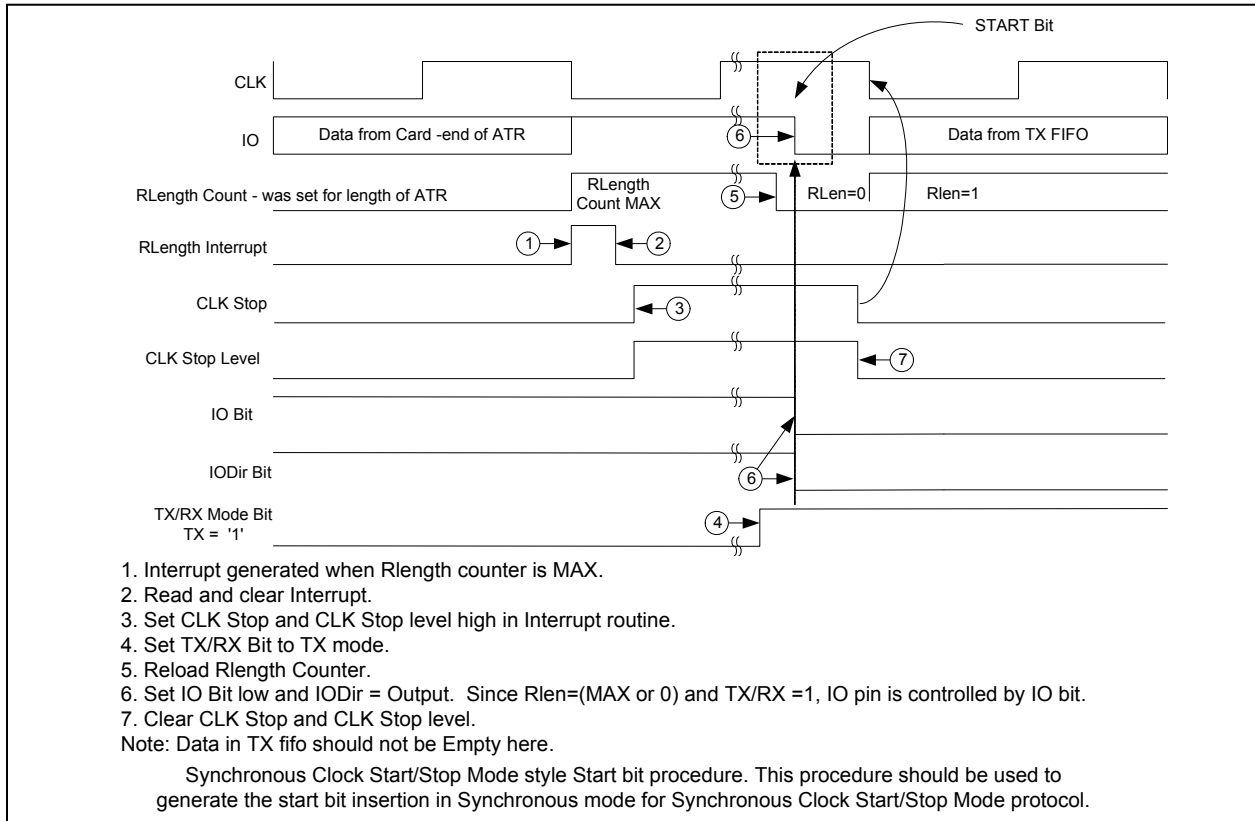 START Bit
CLK
IO
Data from Card -end of ATR
6
Data from TX FIFO
RLength Count - was set for length of ATR
RLength
Count MAX
5
RLen=0
Rlen=1
RLength Interrupt
1
2
CLK Stop
3
CLK Stop Level
7
IO Bit
IODir Bit
6
TX/RX Mode Bit
TX = '1'
4
1. Interrupt generated when Rlength counter is MAX.
2. Read and clear Interrupt.
3. Set CLK Stop and CLK Stop level high in Interrupt routine.
4. Set TX/RX Bit to TX mode.
5. Reload Rlength Counter.
6. Set IO Bit low and IODir = Output. Since Rlen=(MAX or 0) and TX/RX =1, IO pin is controlled by IO bit.
7. Clear CLK Stop and CLK Stop level.
Note: Data in TX fifo should not be Empty here.
Synchronous Clock Start/Stop Mode style Start bit procedure. This procedure should be used to
generate the start bit insertion in Synchronous mode for Synchronous Clock Start/Stop Mode protocol.